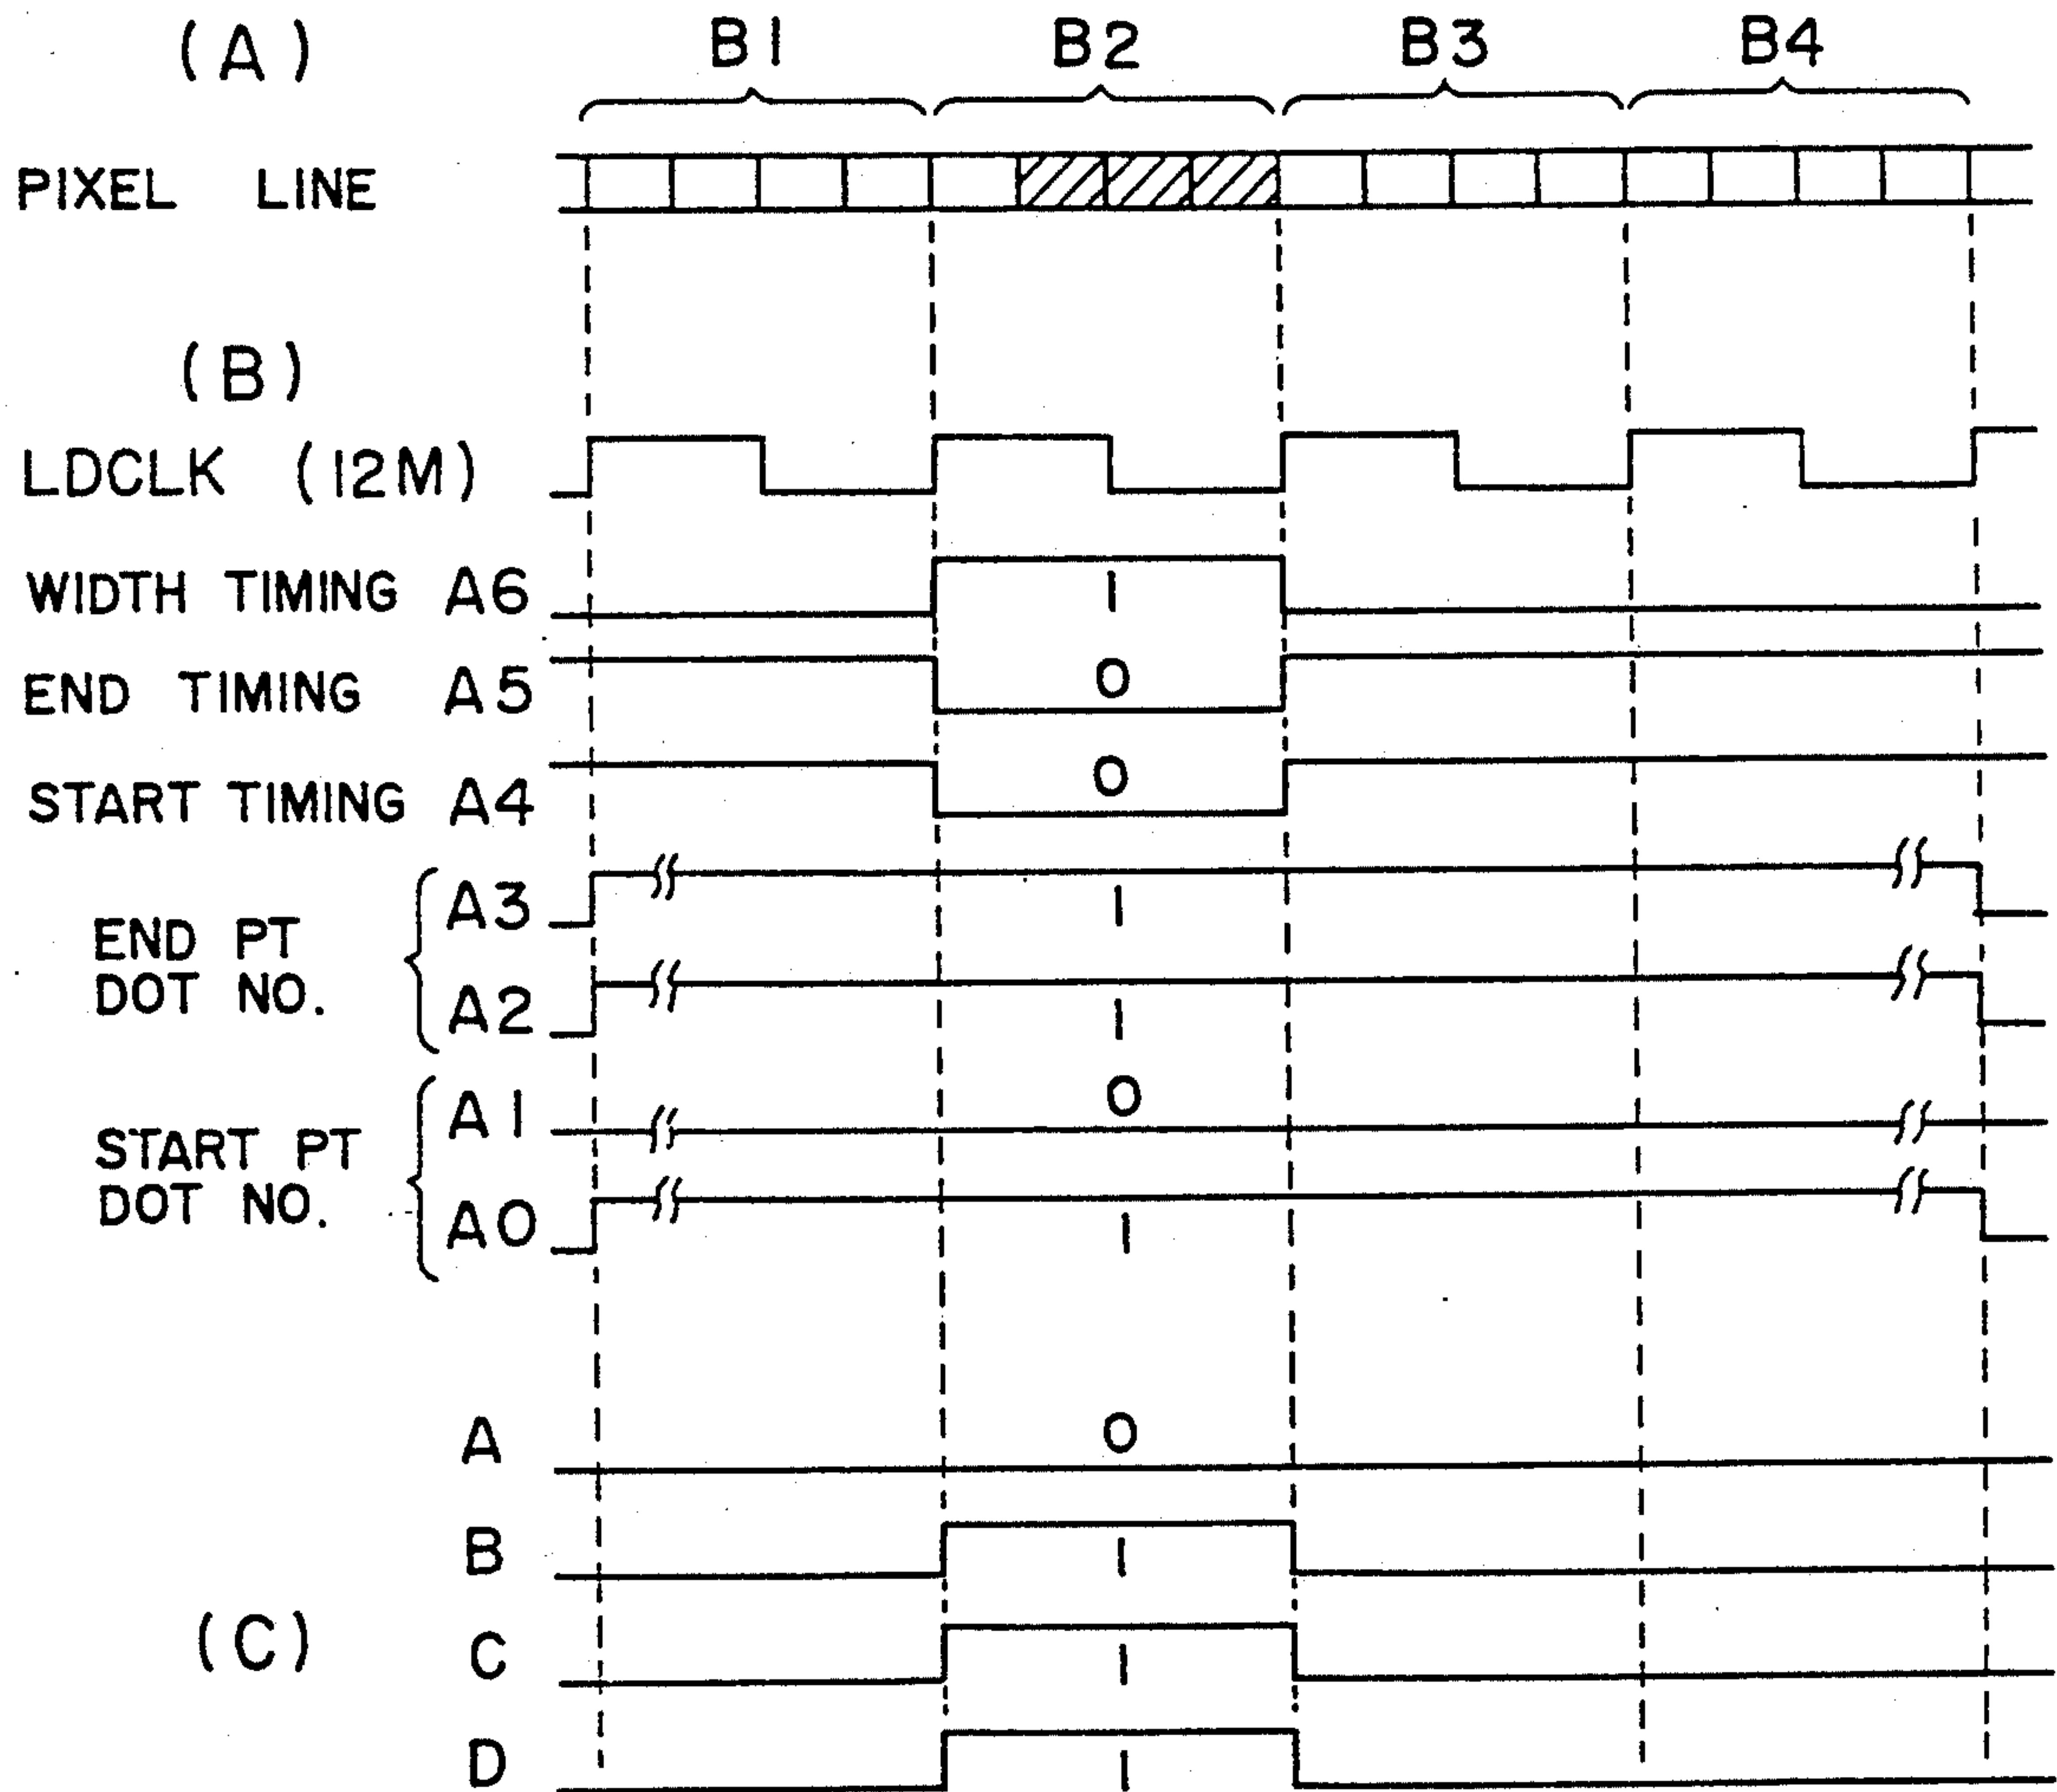 (A) B1 B2 B3 B4
PIXEL LINE
(B)
LDCLK (12M)
WIDTH TIMING A6 1
END TIMING A5 0
START TIMING A4 0
END PT
DOT NO.
A3 1
A2 1
START PT
DOT NO.
A1 0
A0 1
A 0
B 1
(C)
C 1
D 1